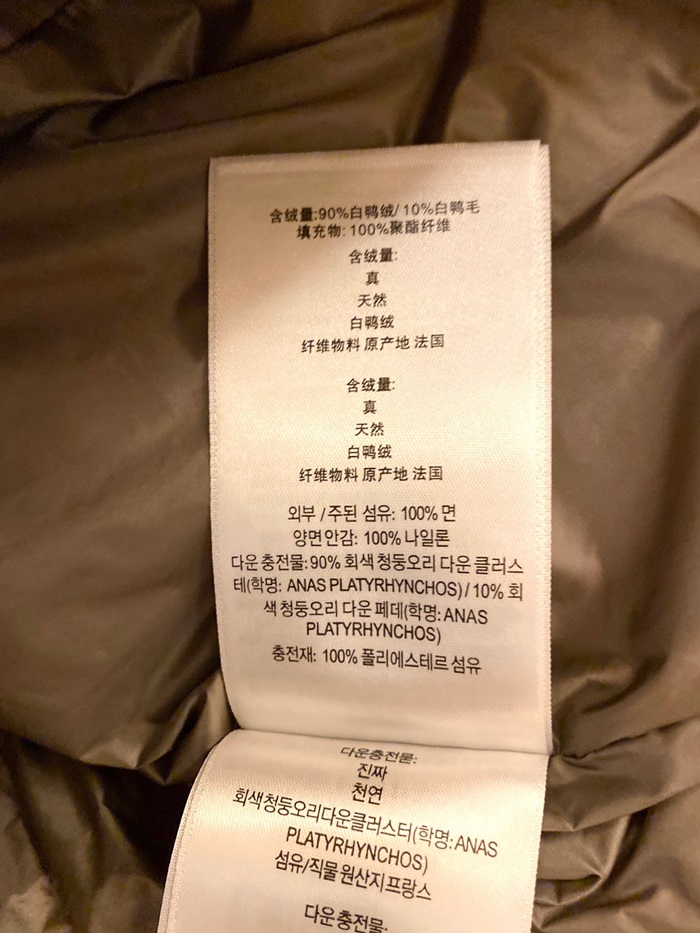 含绒量:90%白鸭绒/ 10%白鸭毛
填充物: 100%聚酯纤维
含绒量:
真
天然
白鸭绒
纤维物料 原产地 法国
含绒量:
真
天然
白鸭绒
纤维物料 原产地 法国
외부 / 주된 섬유: 100% 면
양면안감: 100% 나일론
다운 충전물: 90% 회색 청둥오리 다운 클러스
테(학명: ANAS PLATYRHYNCHOS) / 10% 회
색 청둥오리 다운 페데(학명: ANAS
PLATYRHYNCHOS)
충전재: 100% 폴리에스테르 섬유
다운충전물:
진짜
천연
회색청둥오리다운클러스터(학명: ANAS
PLATYRHYNCHOS)
섬유/직물 원산지 프랑스
다운 충전물: